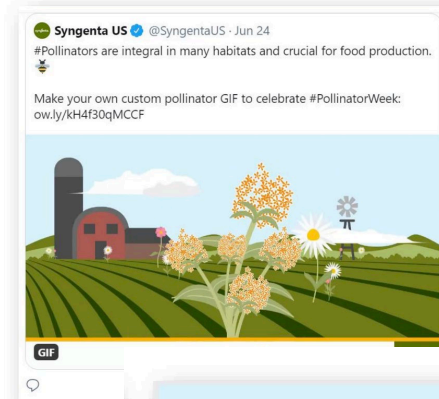 Syngenta US @SyngentaUS · Jun 24
#Pollinators are integral in many habitats and crucial for food production.
Make your own custom pollinator GIF to celebrate #PollinatorWeek:
ow.ly/kH4f30qMCCF
GIF